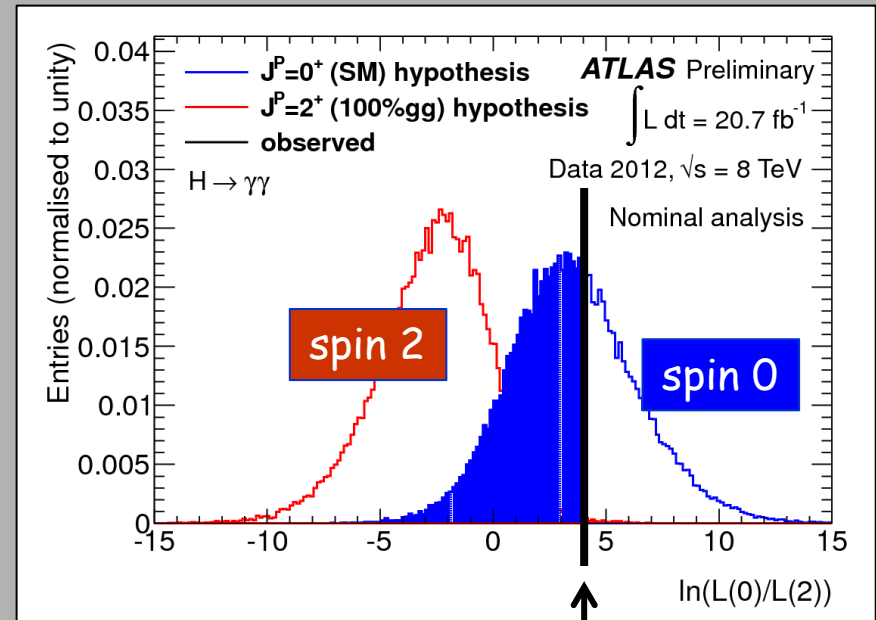 Entries (normalised to unity)
0.04
0.035
0.03
0.025
0.02
0.015
0.01
0.005
0
J^P=0^+ (SM) hypothesis
J^P=2^+ (100%gg) hypothesis
observed
H → γγ
ATLAS Preliminary
∫ L dt = 20.7 fb^-1
Data 2012, √s = 8 TeV
Nominal analysis
spin 2
spin 0
-15 -10 -5 0 5 10 15
ln(L(0)/L(2))